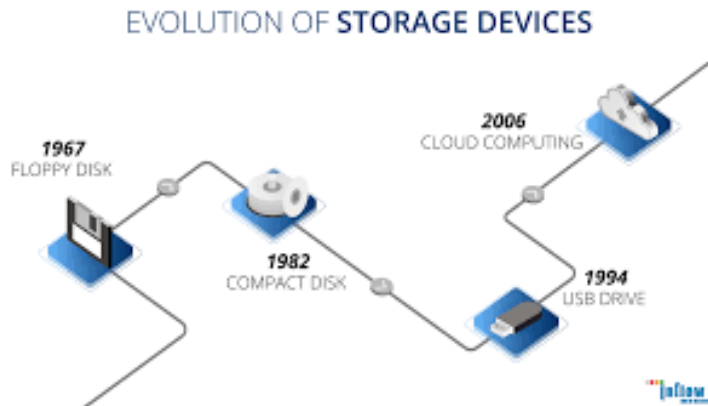 EVOLUTION OF STORAGE DEVICES
1967
FLOPPY DISK
1982
COMPACT DISK
1994
USB DRIVE
2006
CLOUD COMPUTING
inflow